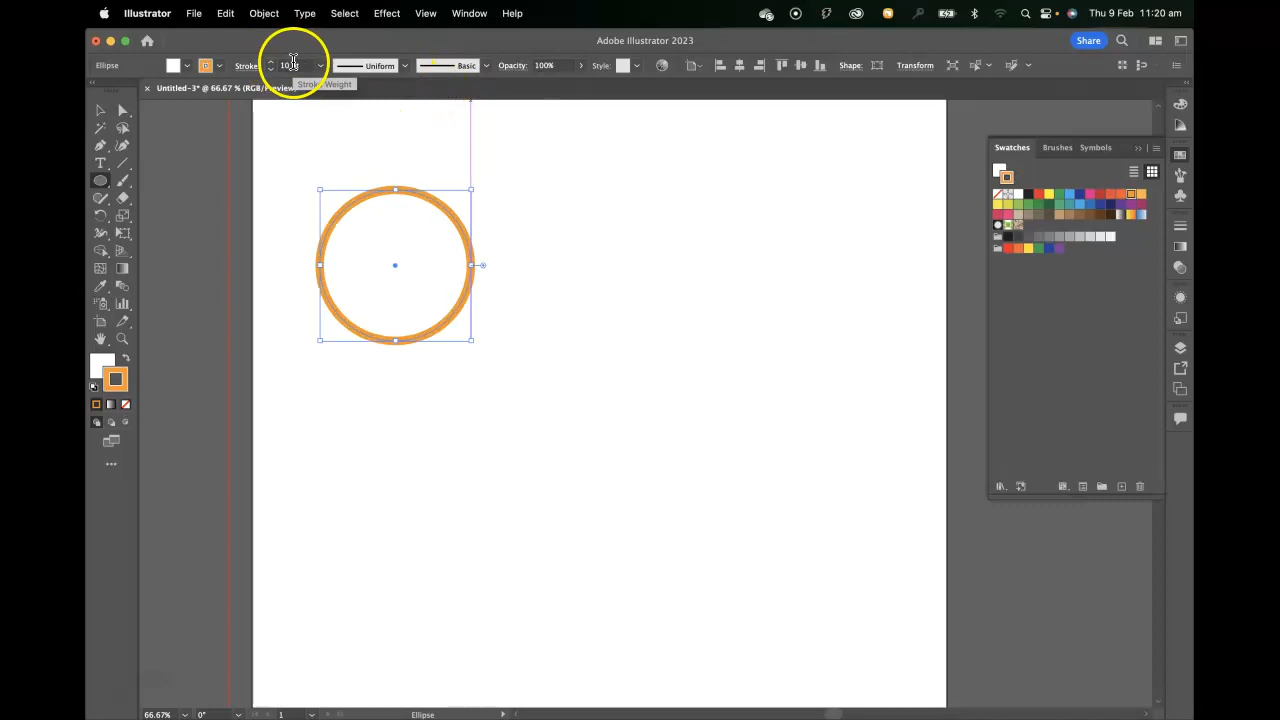 Illustrator File Edit Object Type Select Effect View Window Help Thu 9 Feb 11:20 am
Adobe Illustrator 2023 Share
Ellipse Stroke: Uniform Basic Opacity: 100% Style: Shape: Transform
Stroke Weight
Untitled-3* @ 66.67 % (RGB/Preview)
Swatches Brushes Symbols
66.67% 0° 1 Ellipse